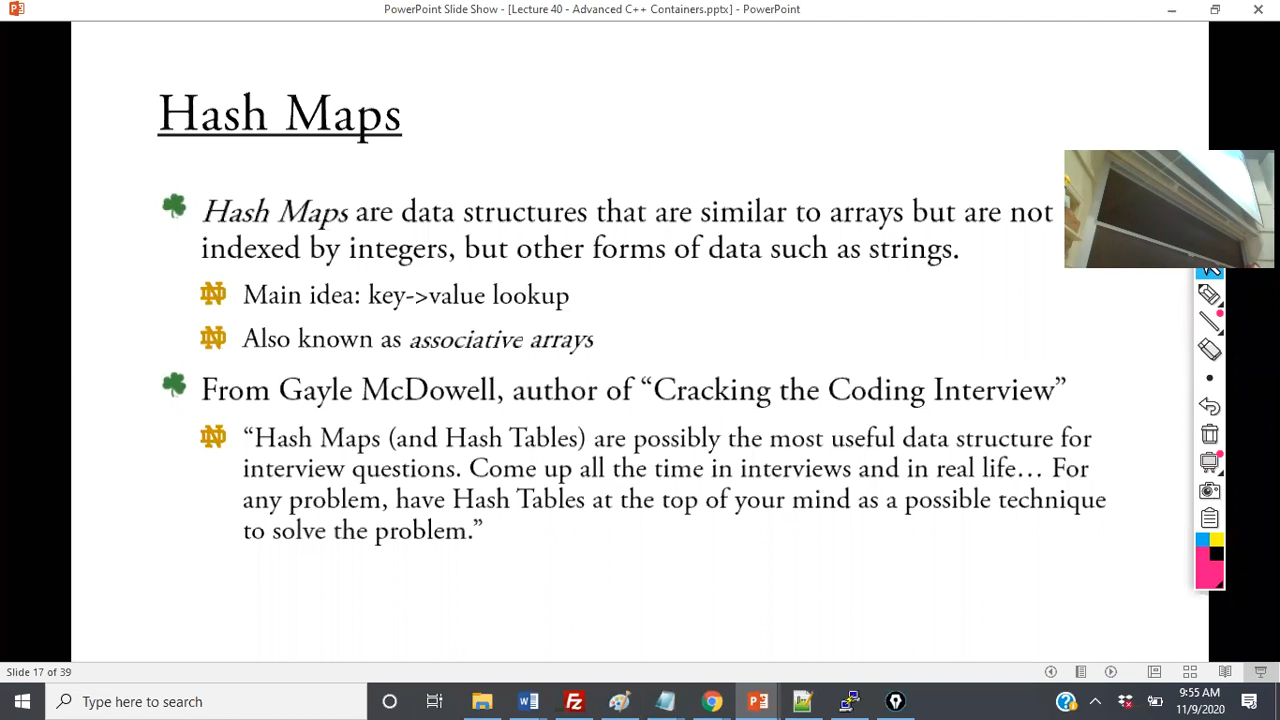 PowerPoint Slide Show - [Lecture 40 - Advanced C++ Containers.pptx] - PowerPoint
Hash Maps
Hash Maps are data structures that are similar to arrays but are not
indexed by integers, but other forms of data such as strings.
Main idea: key->value lookup
Also known as associative arrays
From Gayle McDowell, author of “Cracking the Coding Interview”
“Hash Maps (and Hash Tables) are possibly the most useful data structure for
interview questions. Come up all the time in interviews and in real life… For
any problem, have Hash Tables at the top of your mind as a possible technique
to solve the problem.”
Slide 17 of 39
Type here to search
9:55 AM
11/9/2020